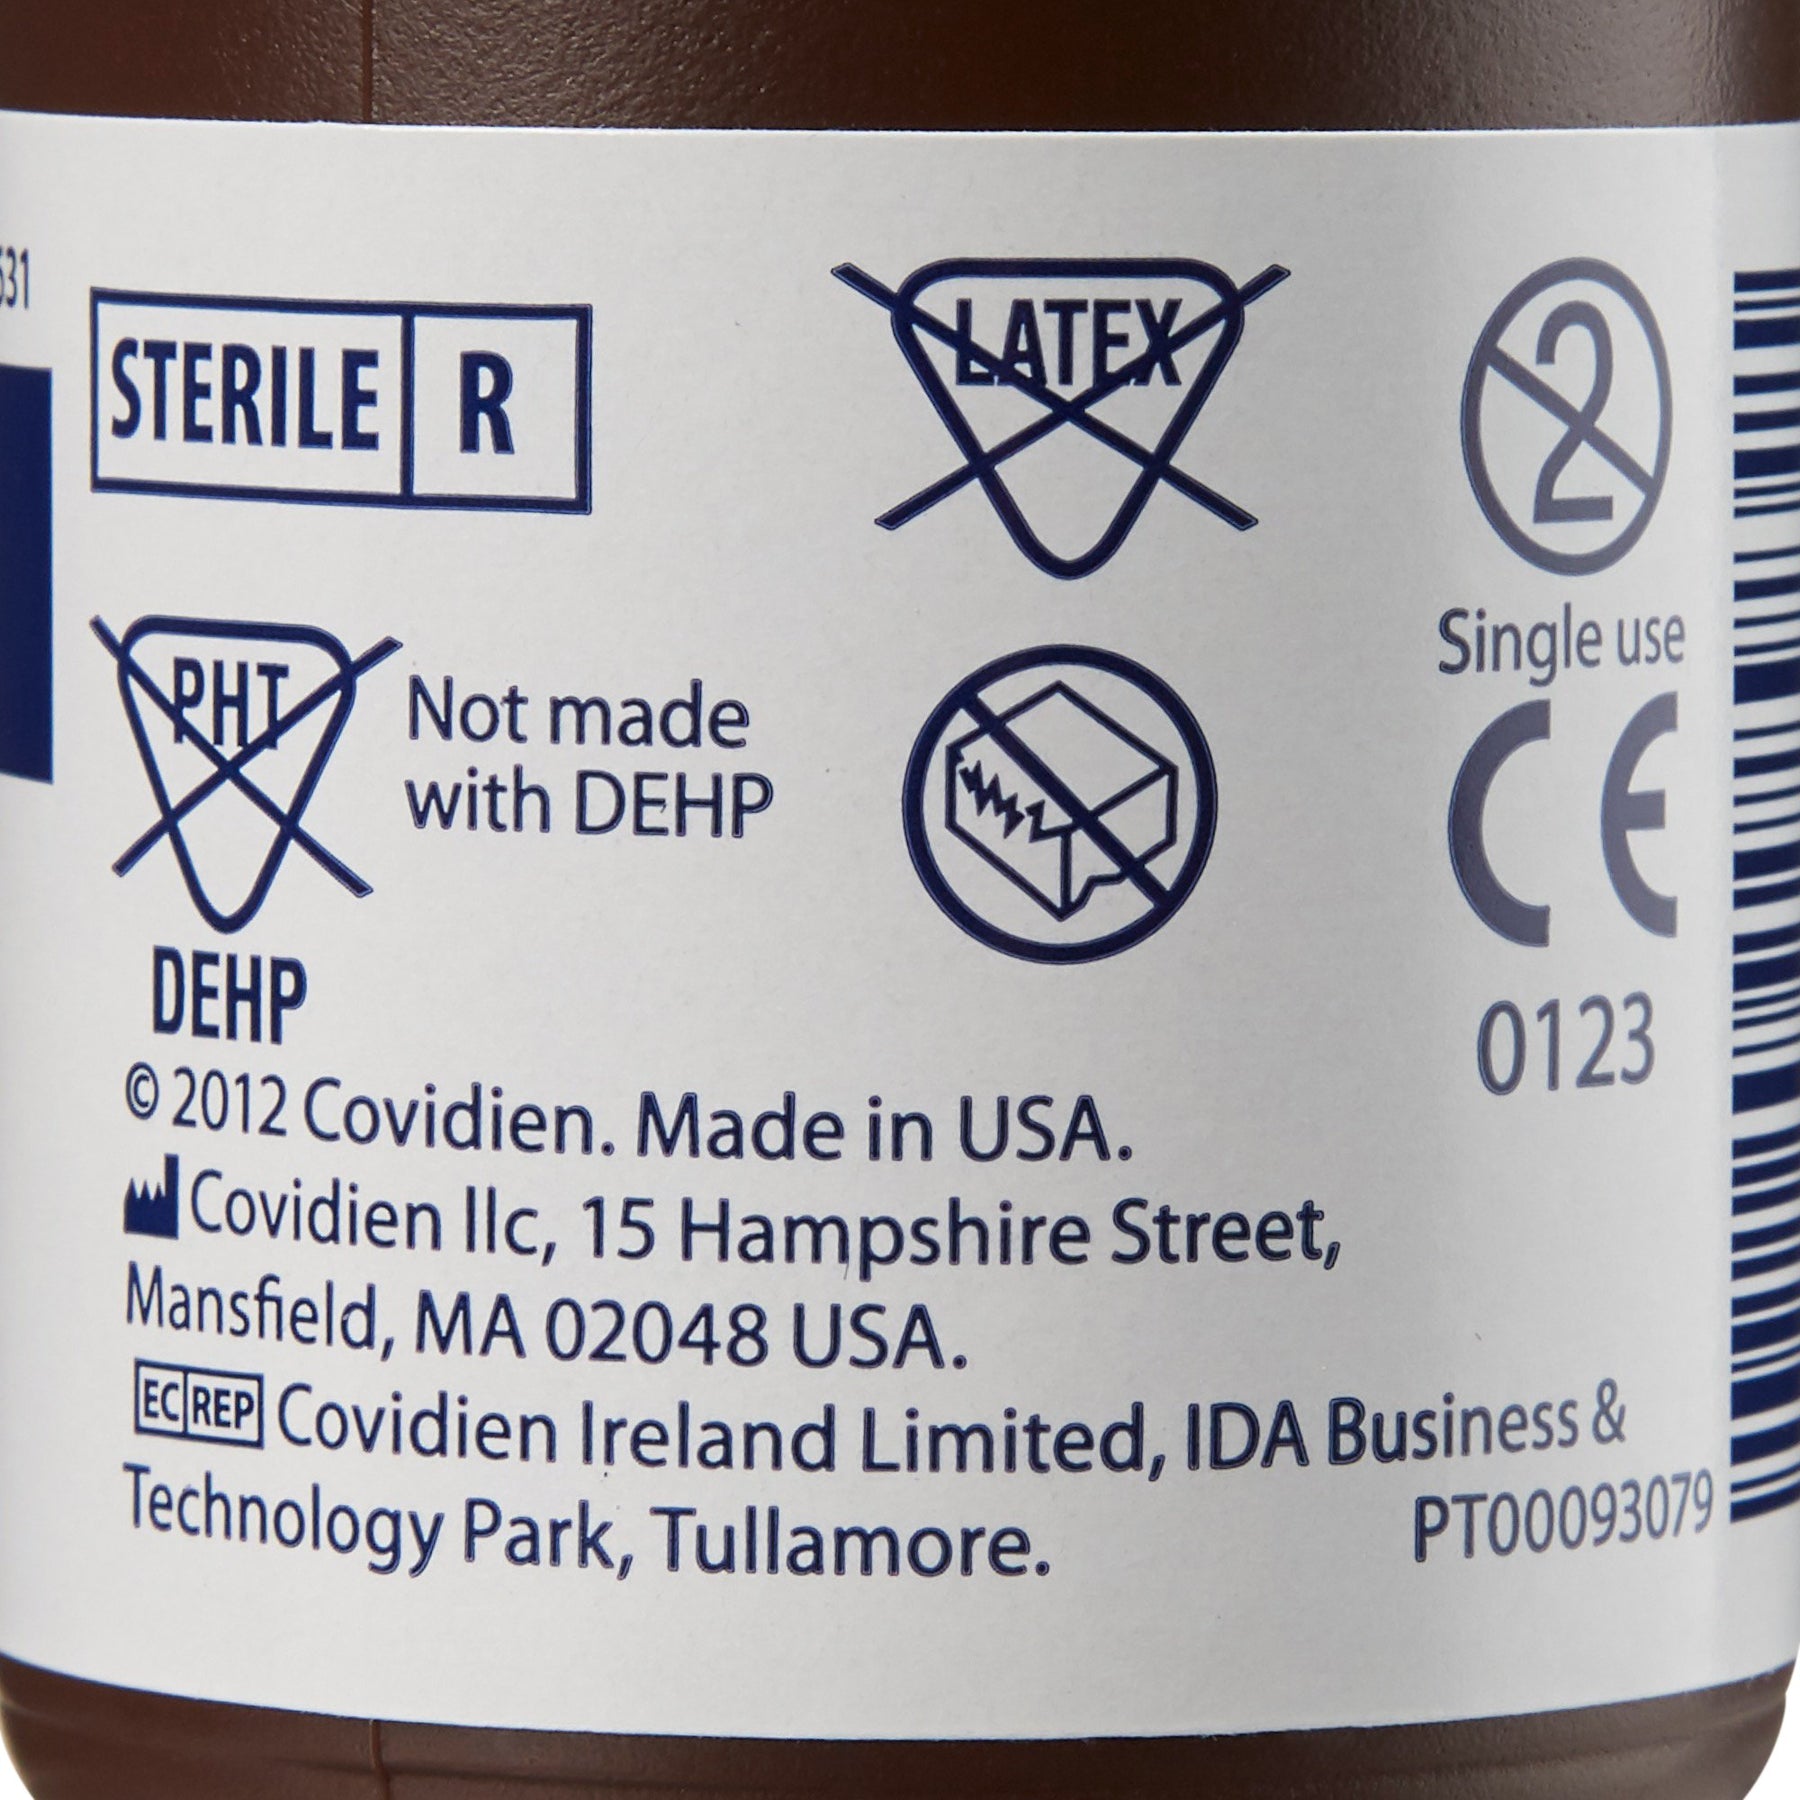 STERILE R
LATEX
2
Single use
PHT
DEHP
Not made
with DEHP
CE
0123
© 2012 Covidien. Made in USA.
Covidien llc, 15 Hampshire Street,
Mansfield, MA 02048 USA.
EC REP Covidien Ireland Limited, IDA Business &
Technology Park, Tullamore.
PT00093079